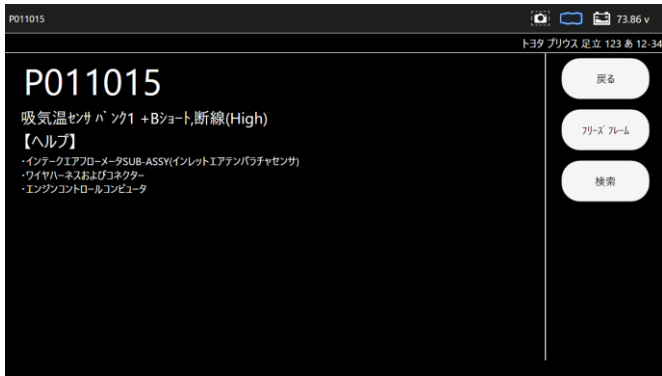 P011015
73.86 v
トヨタ プリウス 足立 123 あ 12-34
P011015
吸気温ｾﾝｻ ﾊﾞﾝｸ1 +Bｼｮｰﾄ,断線(High)
【ヘルプ】
･インテークエアフローメータSUB-ASSY(インレットエアテンパラチャセンサ)
･ワイヤハーネスおよびコネクター
･エンジンコントロールコンピュータ
戻る
ﾌﾘｰｽﾞ ﾌﾚｰﾑ
検索